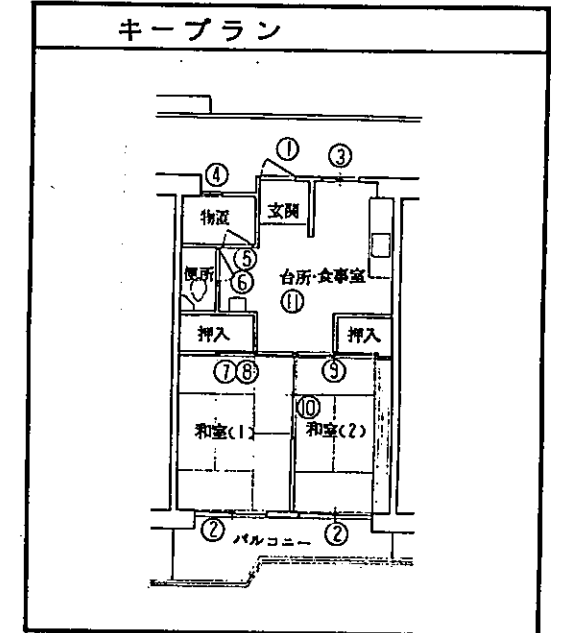 キープラン
① ③
④
物置 玄関
⑤
便所 ⑥ 台所・食事室
⑪
押入 押入
⑦⑧ ⑨
⑩
和室(1) 和室(2)
② ②
バルコニー